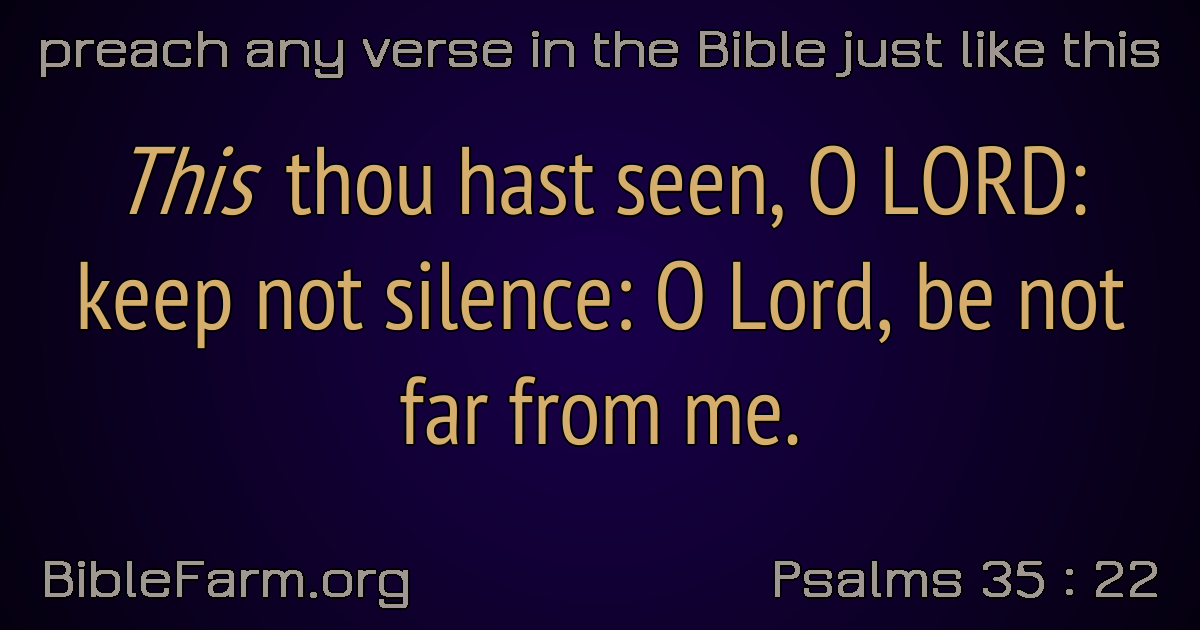 preach any verse in the Bible just like this
This thou hast seen, O LORD:
keep not silence: O Lord, be not
far from me.
BibleFarm.org
Psalms 35 : 22